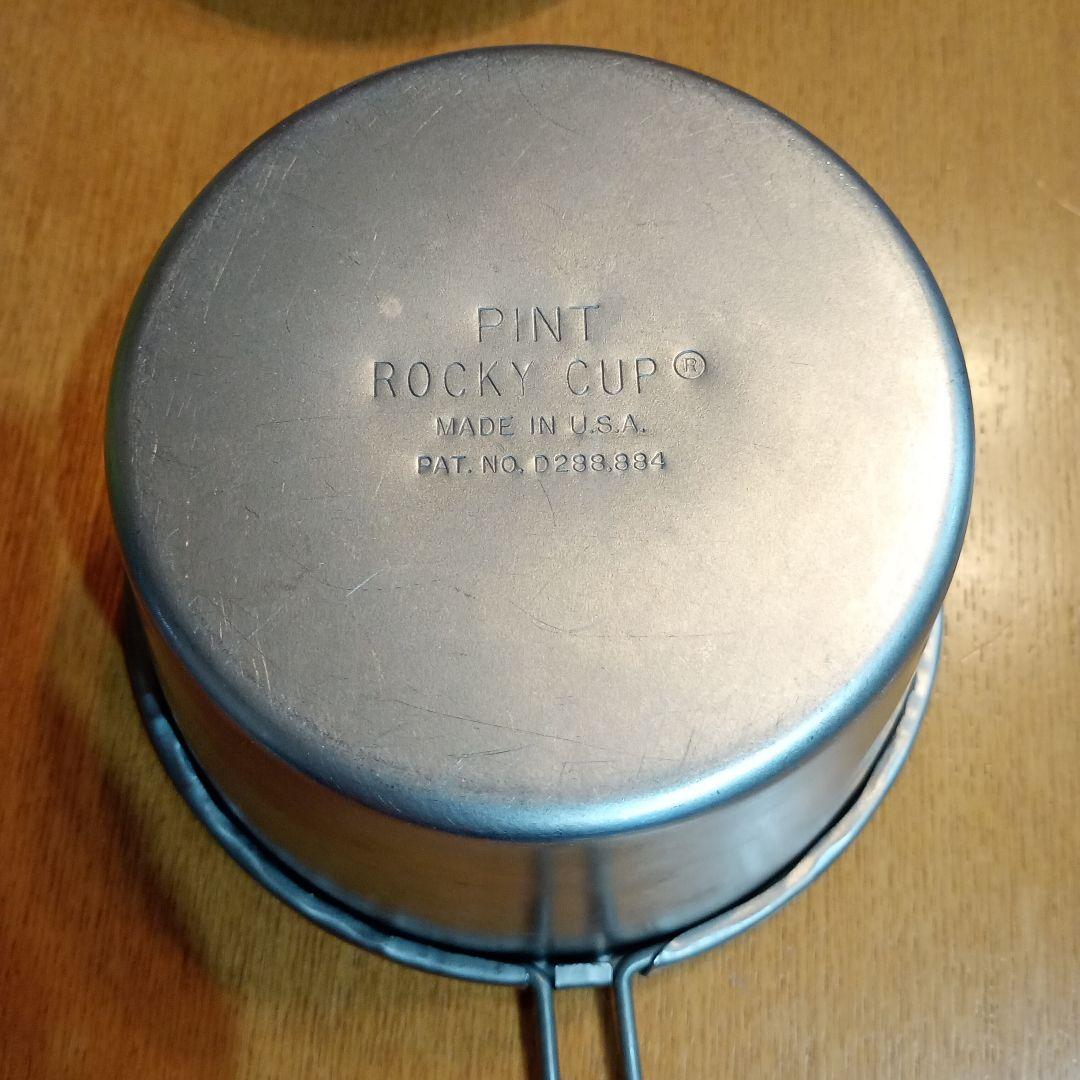 PINT
ROCKY CUP®
MADE IN U.S.A.
PAT. NO. D288,884